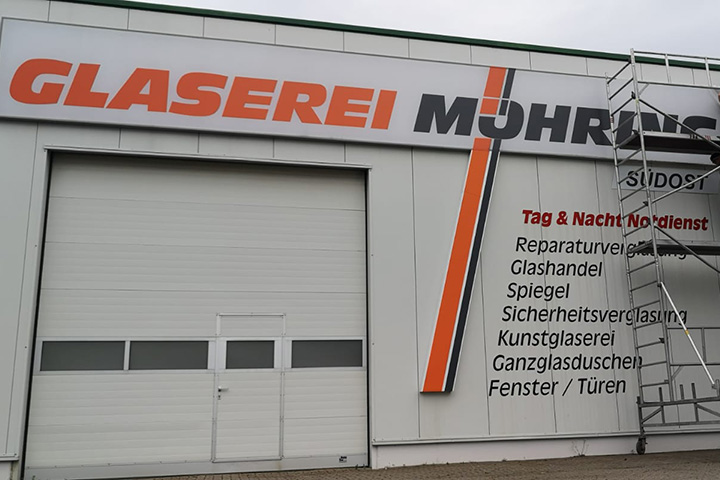 GLASEREI MÖHRING
SÜDOST
Tag & Nacht Notdienst
Reparaturverglasung
Glashandel
Spiegel
Sicherheitsverglasung
Kunstglaserei
Ganzglasduschen
Fenster / Türen